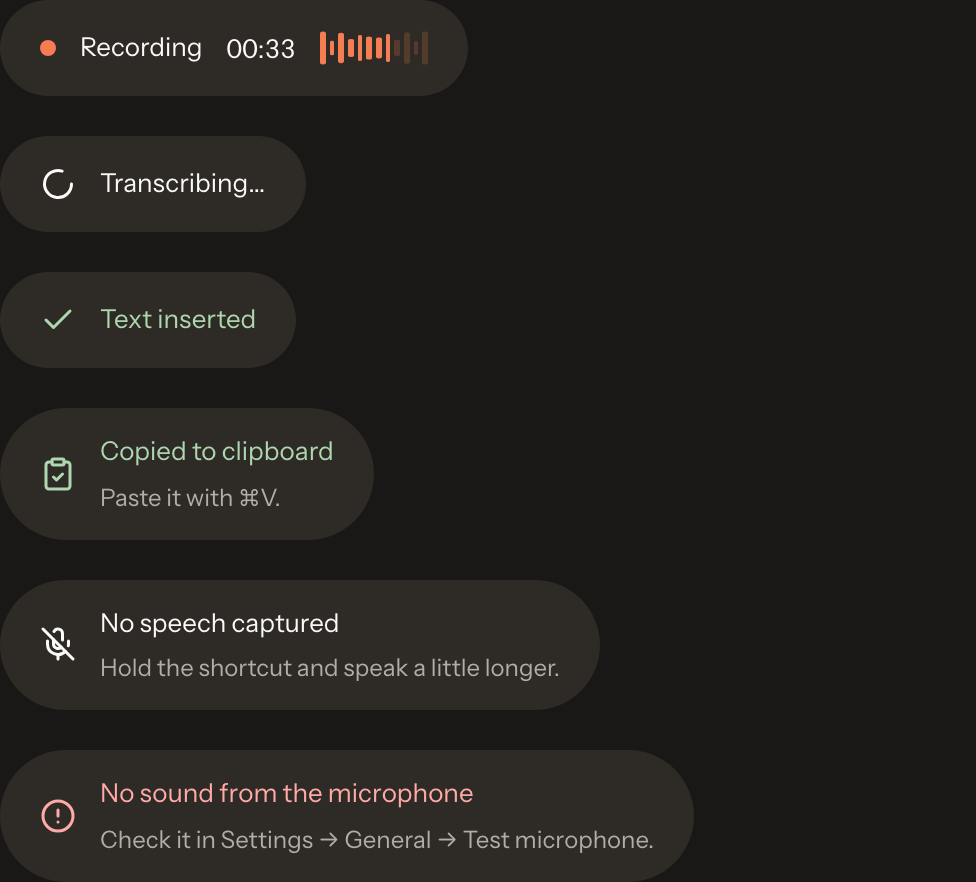 Recording 00:33
Transcribing...
Text inserted
Copied to clipboard
Paste it with ⌘V.
No speech captured
Hold the shortcut and speak a little longer.
No sound from the microphone
Check it in Settings → General → Test microphone.